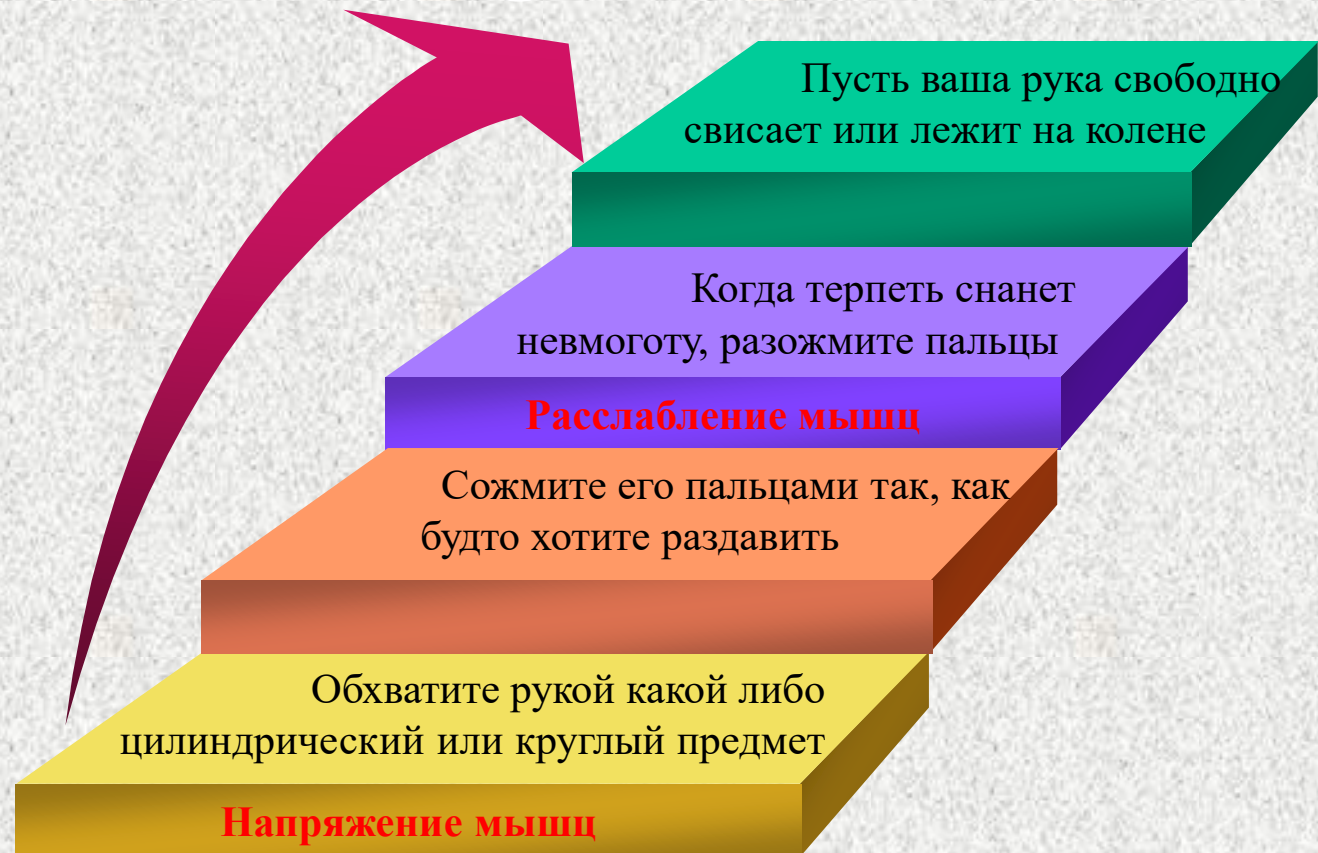 Пусть ваша рука свободно
свисает или лежит на колене
Когда терпеть снанет
невмоготу, разожмите пальцы
Расслабление мышц
Сожмите его пальцами так, как
будто хотите раздавить
Обхватите рукой какой либо
цилиндрический или круглый предмет
Напряжение мышц